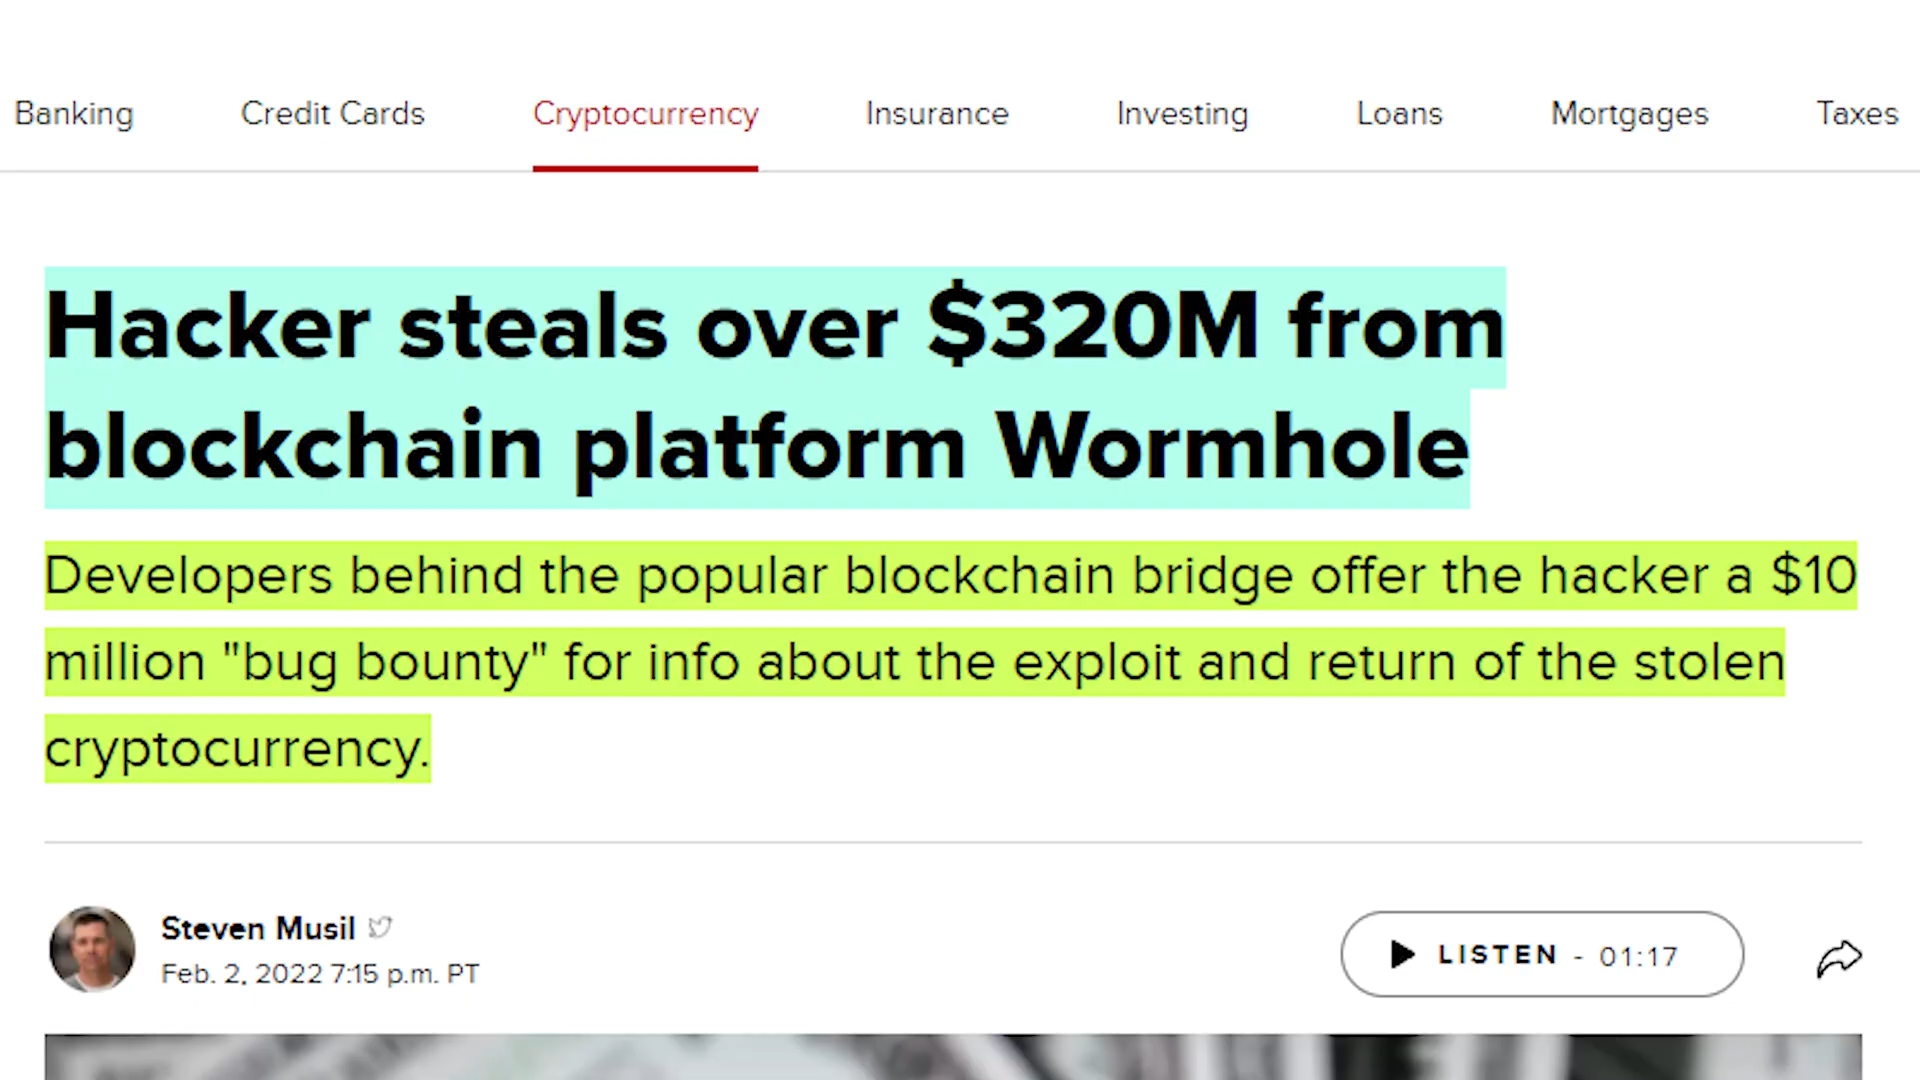 Banking Credit Cards Cryptocurrency Insurance Investing Loans Mortgages Taxes
Hacker steals over $320M from
blockchain platform Wormhole
Developers behind the popular blockchain bridge offer the hacker a $10
million "bug bounty" for info about the exploit and return of the stolen
cryptocurrency.
Steven Musil
Feb. 2, 2022 7:15 p.m. PT
LISTEN - 01:17